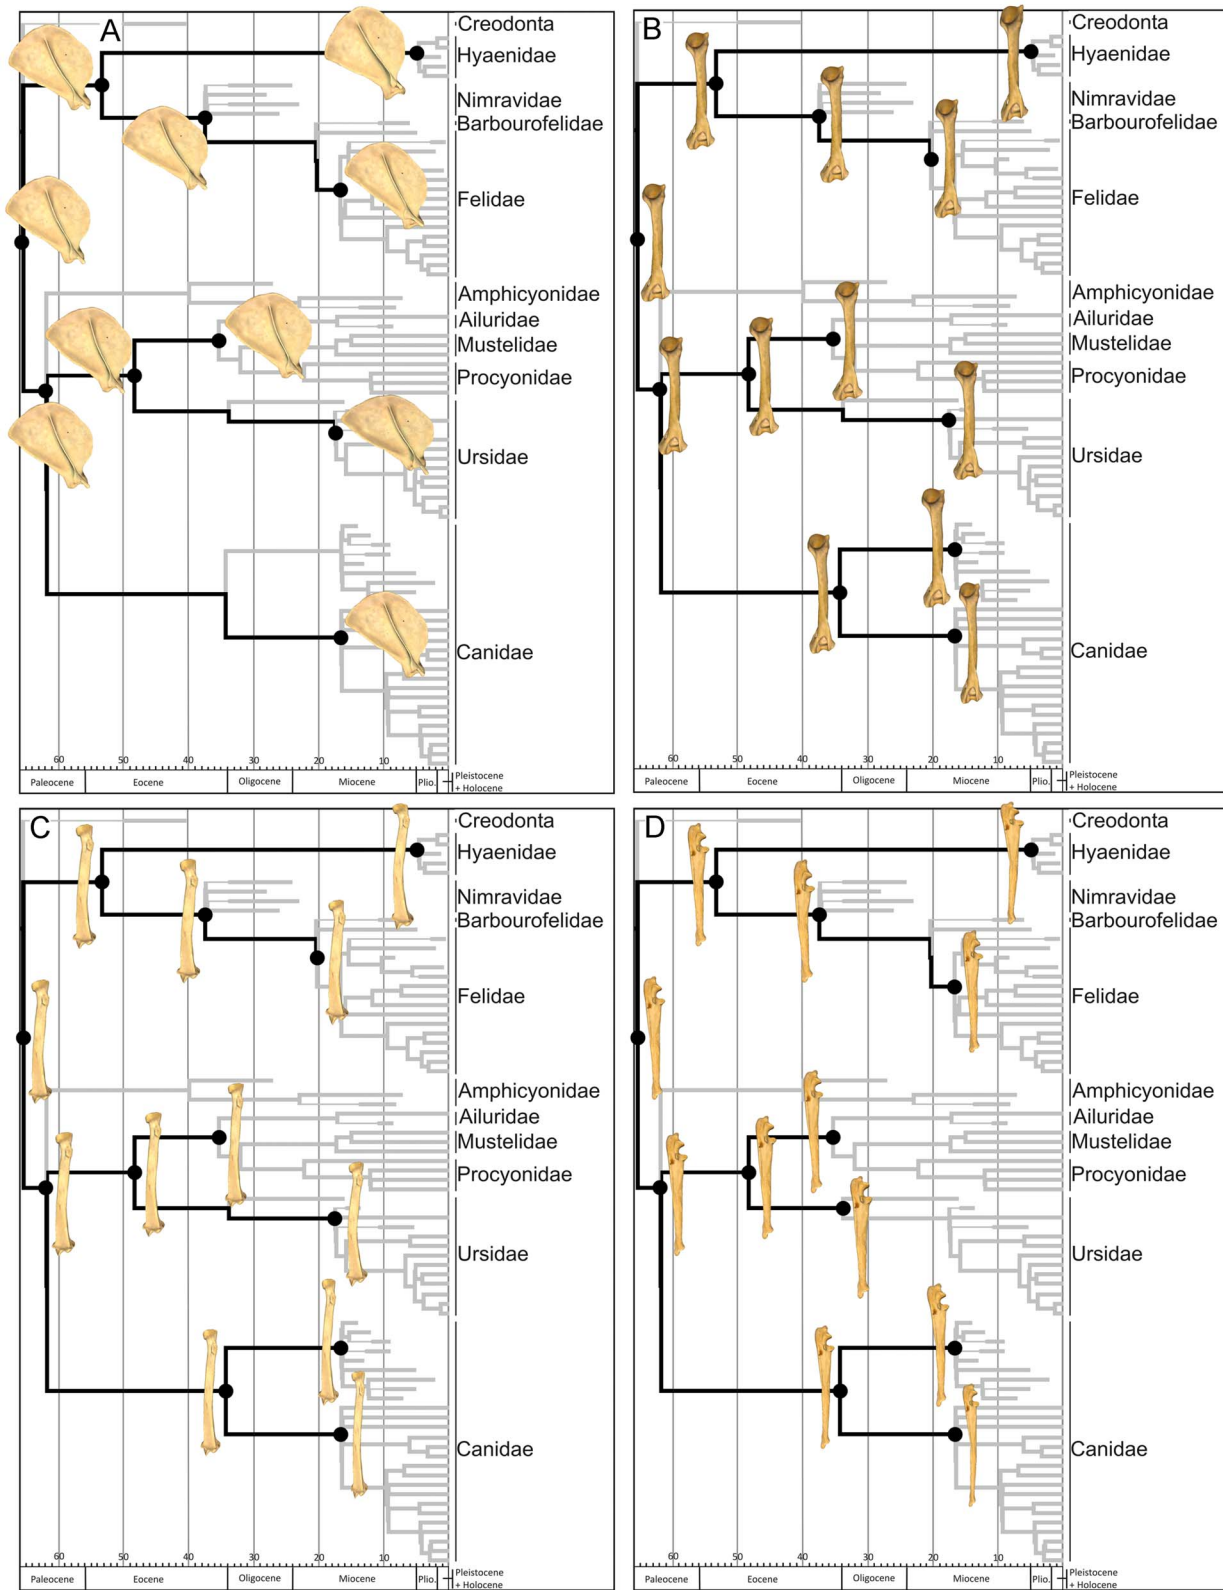 A
Creodonta
Hyaenidae
Nimravidae
Barbourofelidae
Felidae
Amphicyonidae
Ailuridae
Mustelidae
Procyonidae
Ursidae
Canidae
60 50 40 30 20 10
Paleocene Eocene Oligocene Miocene Plio. Pleistocene
+ Holocene
B
Creodonta
Hyaenidae
Nimravidae
Barbourofelidae
Felidae
Amphicyonidae
Ailuridae
Mustelidae
Procyonidae
Ursidae
Canidae
60 50 40 30 20 10
Paleocene Eocene Oligocene Miocene Plio. Pleistocene
+ Holocene
C
Creodonta
Hyaenidae
Nimravidae
Barbourofelidae
Felidae
Amphicyonidae
Ailuridae
Mustelidae
Procyonidae
Ursidae
Canidae
60 50 40 30 20 10
Paleocene Eocene Oligocene Miocene Plio. Pleistocene
+ Holocene
D
Creodonta
Hyaenidae
Nimravidae
Barbourofelidae
Felidae
Amphicyonidae
Ailuridae
Mustelidae
Procyonidae
Ursidae
Canidae
60 50 40 30 20 10
Paleocene Eocene Oligocene Miocene Plio. Pleistocene
+ Holocene